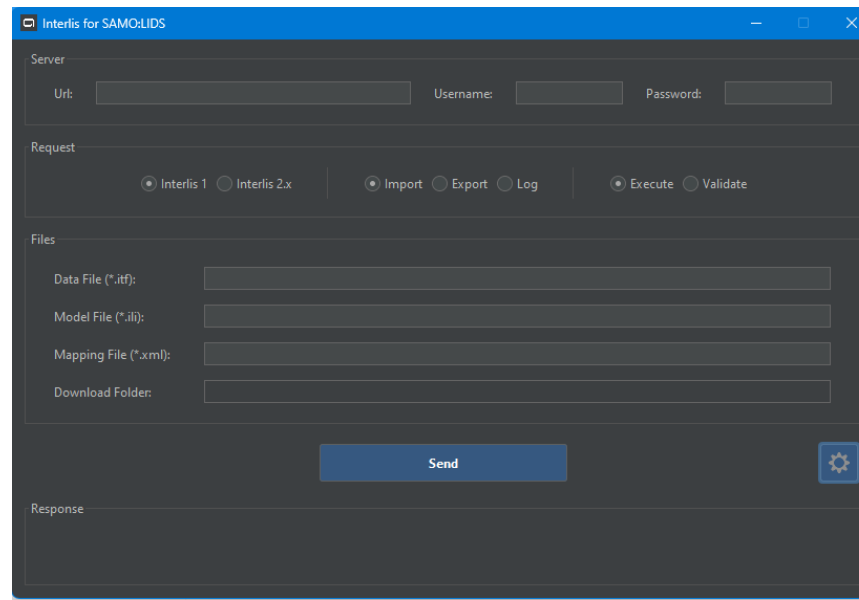 Interlis for SAMO:LIDS
Server
Url: Username: Password:
Request
Interlis 1 Interlis 2.x Import Export Log Execute Validate
Files
Data File (*.itf):
Model File (*.ili):
Mapping File (*.xml):
Download Folder:
Send
Response